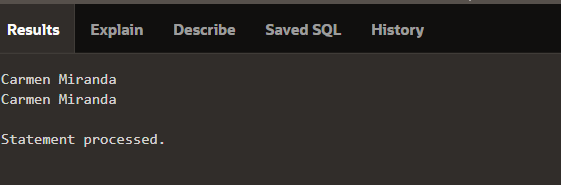 Results Explain Describe Saved SQL History
Carmen Miranda
Carmen Miranda
Statement processed.